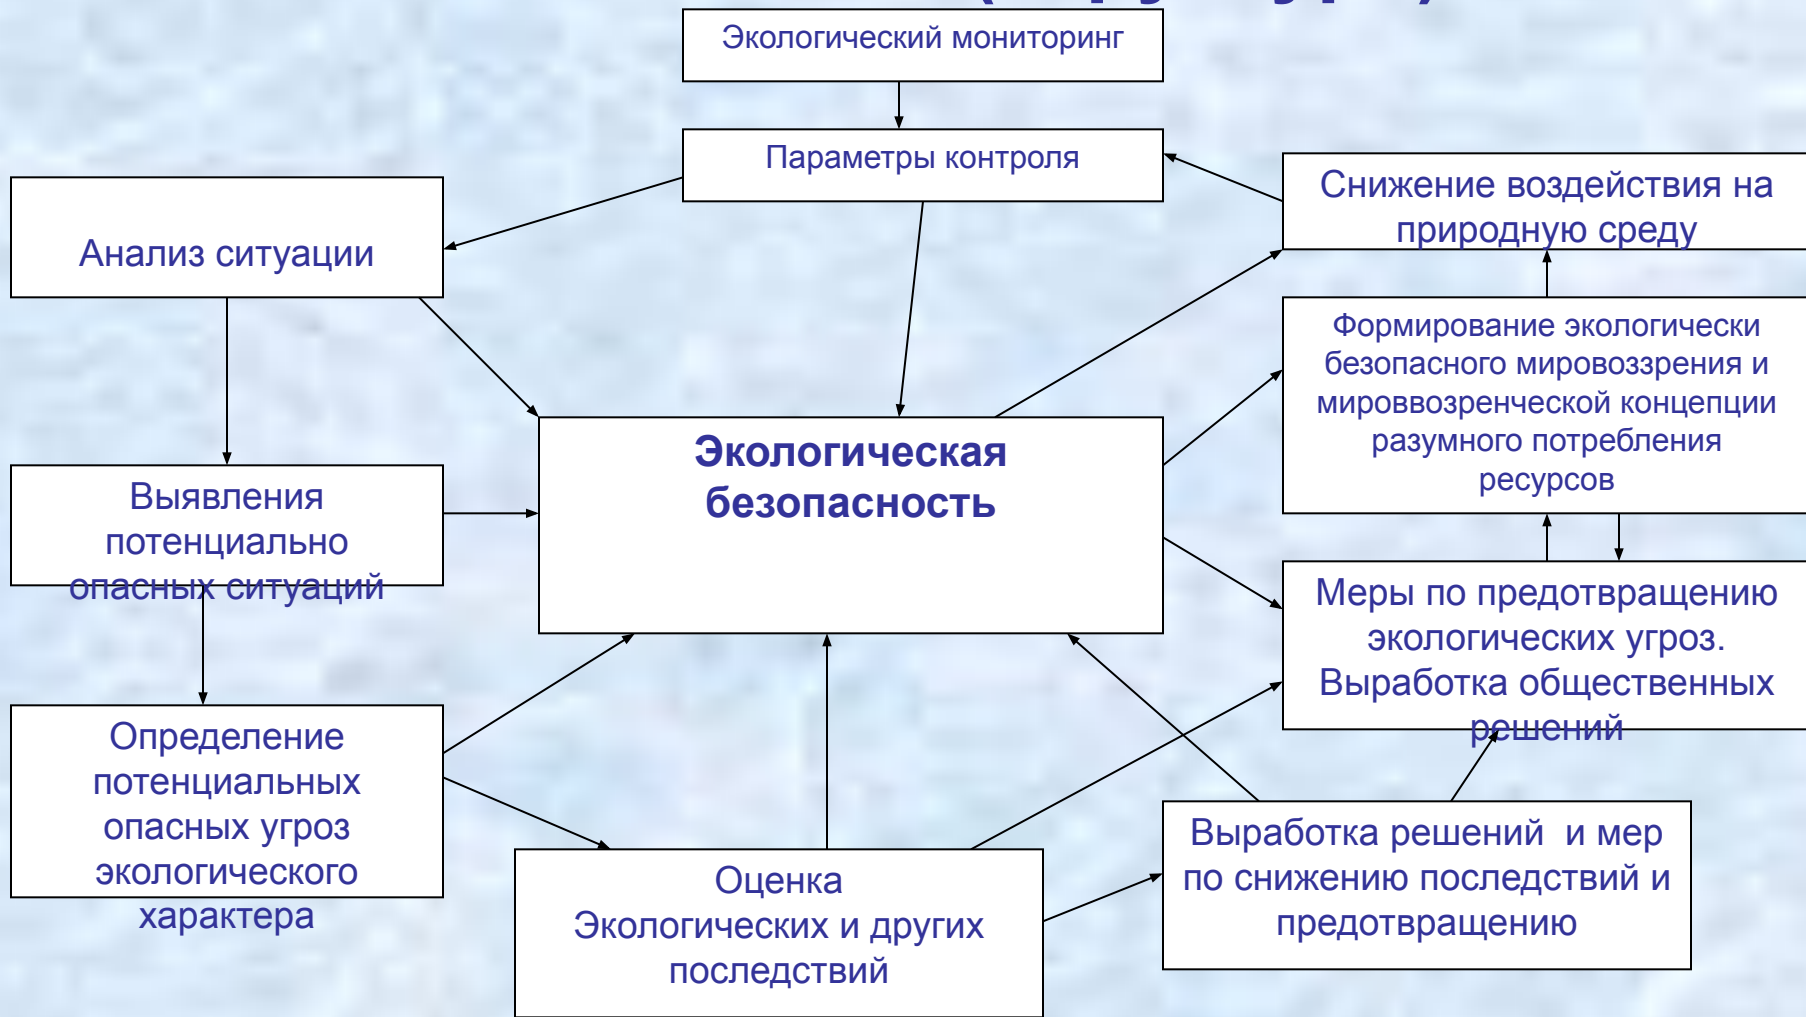 Экологический мониторинг
Параметры контроля
Снижение воздействия на
природную среду
Анализ ситуации
Формирование экологически
безопасного мировоззрения и
мироввозренческой концепции
разумного потребления
ресурсов
Экологическая
безопасность
Выявления
потенциально
опасных ситуаций
Меры по предотвращению
экологических угроз.
Выработка общественных
решений
Определение
потенциальных
опасных угроз
экологического
характера
Выработка решений и мер
по снижению последствий и
предотвращению
Оценка
Экологических и других
последствий